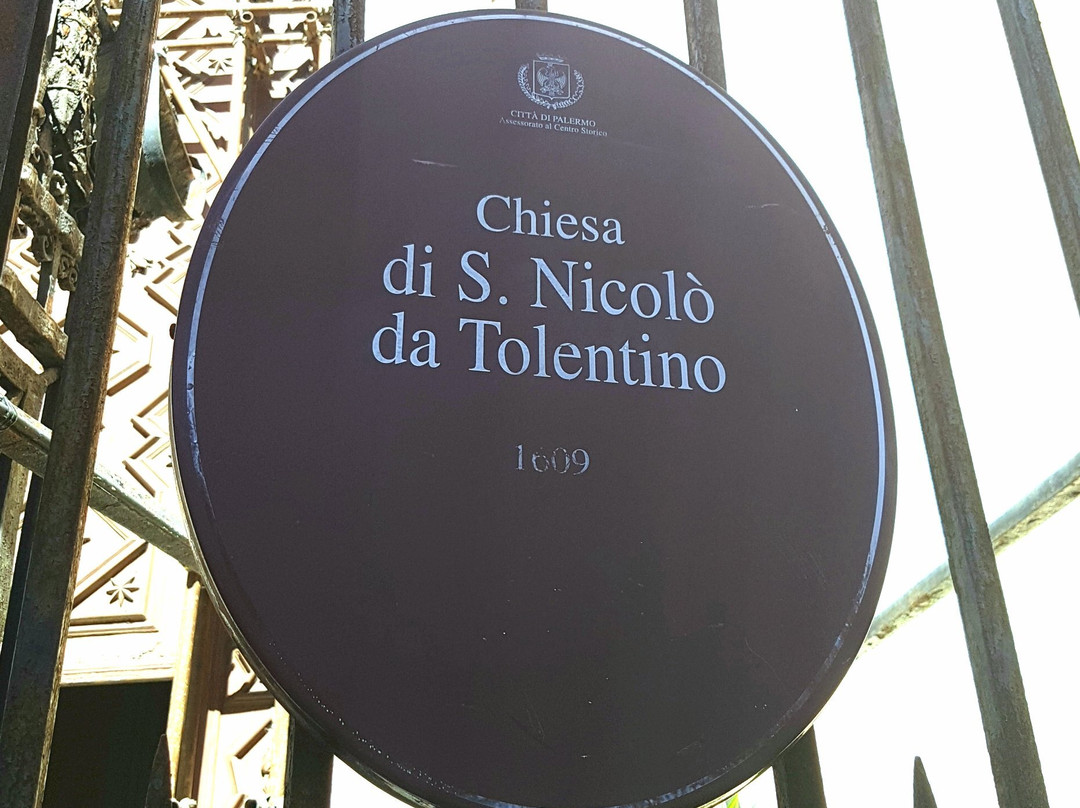 CITTÀ DI PALERMO
Assessorato al Centro Storico
Chiesa
di S. Nicolò
da Tolentino
1609